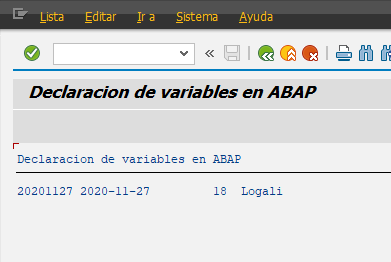 Lista Editar Ir a Sistema Ayuda
Declaracion de variables en ABAP
Declaracion de variables en ABAP
20201127 2020-11-27 18 Logali